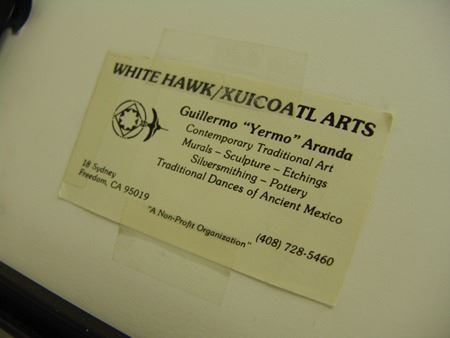 WHITE HAWK/XUICOATL ARTS
Guillermo "Yermo" Aranda
Contemporary Traditional Art
Murals – Sculpture – Etchings
Silversmithing – Pottery
Traditional Dances of Ancient Mexico
18 Sydney
Freedom, CA 95019
"A Non-Profit Organization"
(408) 728-5460